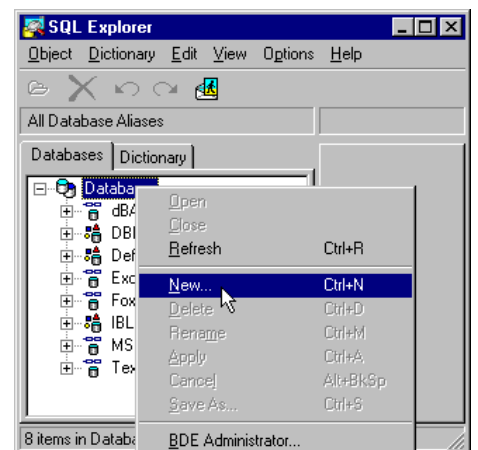 SQL Explorer
Object Dictionary Edit View Options Help
All Database Aliases
Databases Dictionary
dBA
DBI
Def
Exc
Fox
IBL
MS
Tex
Open
Close
Refresh Ctrl+R
New... Ctrl+N
Delete Ctrl+D
Rename Ctrl+M
Apply Ctrl+A
Cancel Alt+BkSp
Save As... Ctrl+S
BDE Administrator...
8 items in Databa